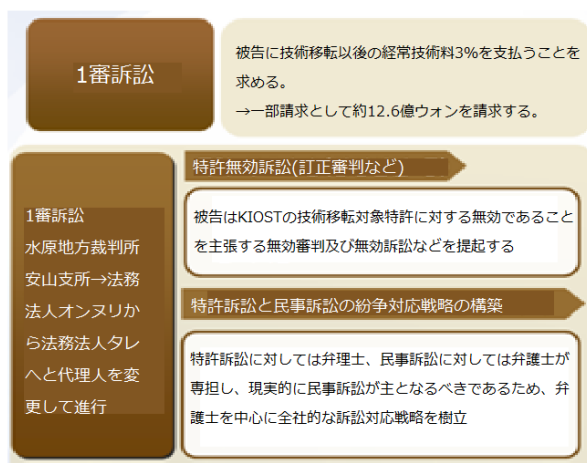 1審訴訟
被告に技術移転以後の経常技術料3%を支払うことを
求める。
→一部請求として約12.6億ウォンを請求する。
1審訴訟
水原地方裁判所
安山支所→法務
法人オンヌリか
ら法務法人タレ
へと代理人を変
更して進行
特許無効訴訟(訂正審判など)
被告はKIOSTの技術移転対象特許に対する無効であること
を主張する無効審判及び無効訴訟などを提起する
特許訴訟と民事訴訟の紛争対応戦略の構築
特許訴訟に対しては弁理士、民事訴訟に対しては弁護士が
専担し、現実的に民事訴訟が主となるべきであるため、弁
護士を中心に全社的な訴訟対応戦略を樹立